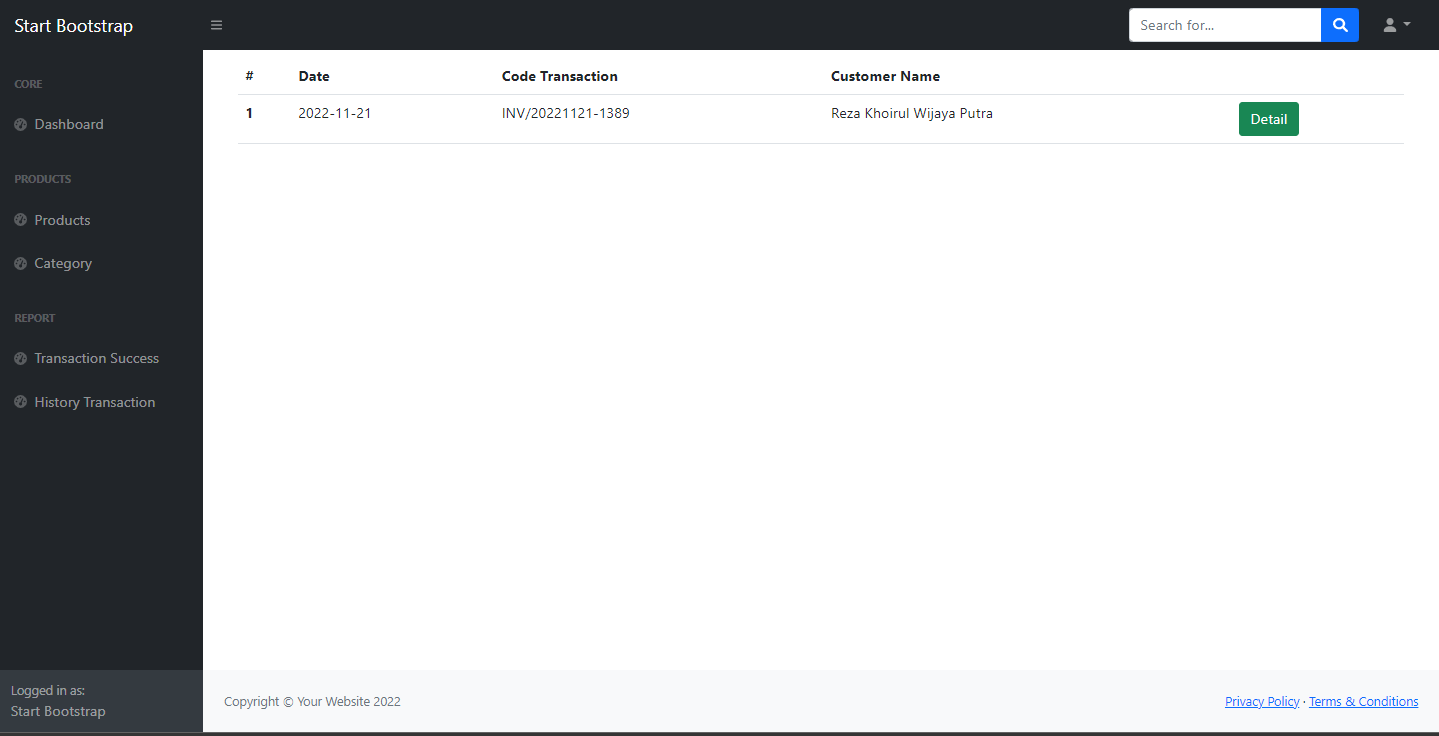 Start Bootstrap
Search for...
CORE
Dashboard
PRODUCTS
Products
Category
REPORT
Transaction Success
History Transaction
Logged in as:
Start Bootstrap
# Date Code Transaction Customer Name
1 2022-11-21 INV/20221121-1389 Reza Khoirul Wijaya Putra Detail
Copyright © Your Website 2022
Privacy Policy · Terms & Conditions